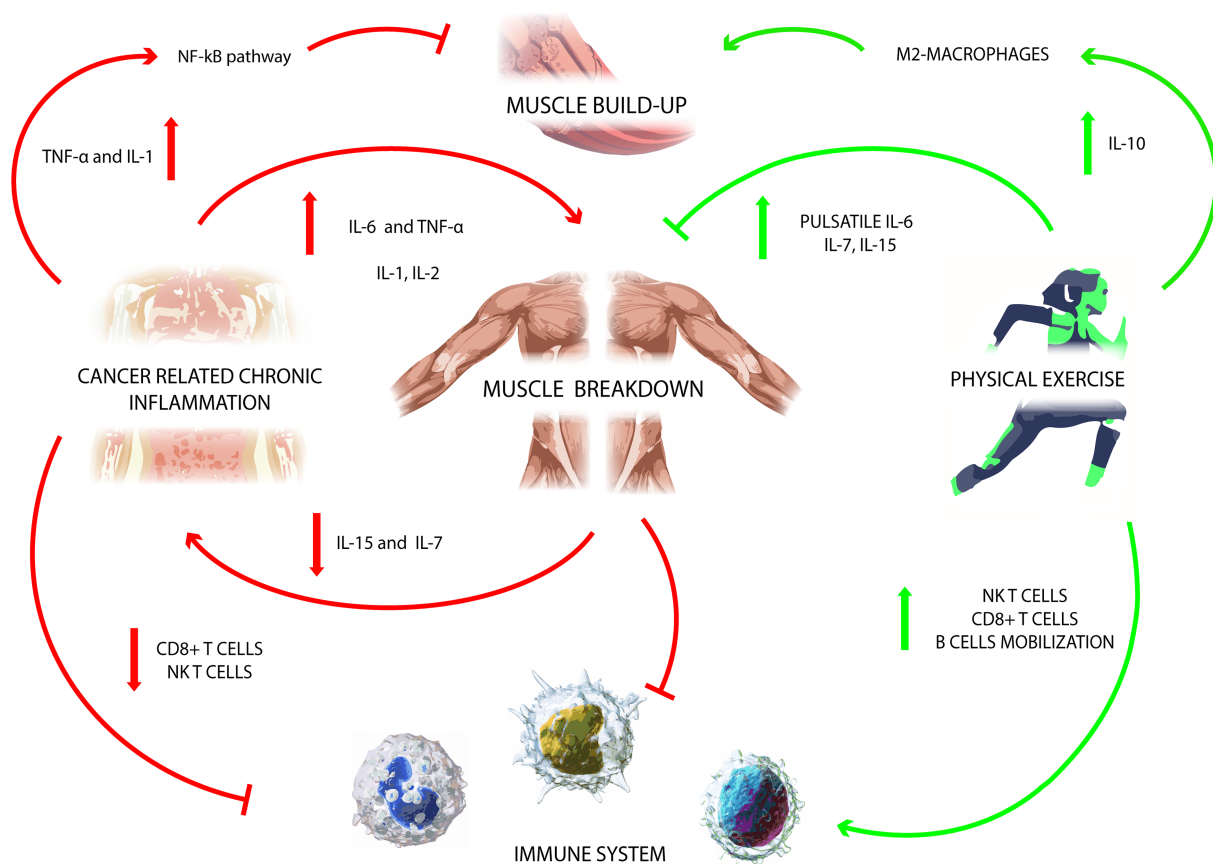 NF-kB pathway
M2-MACROPHAGES
MUSCLE BUILD-UP
TNF-α and IL-1
IL-10
IL-6 and TNF-α
IL-1, IL-2
PULSATILE IL-6
IL-7, IL-15
CANCER RELATED CHRONIC
INFLAMMATION
MUSCLE BREAKDOWN
PHYSICAL EXERCISE
IL-15 and IL-7
NK T CELLS
CD8+ T CELLS
B CELLS MOBILIZATION
CD8+ T CELLS
NK T CELLS
IMMUNE SYSTEM